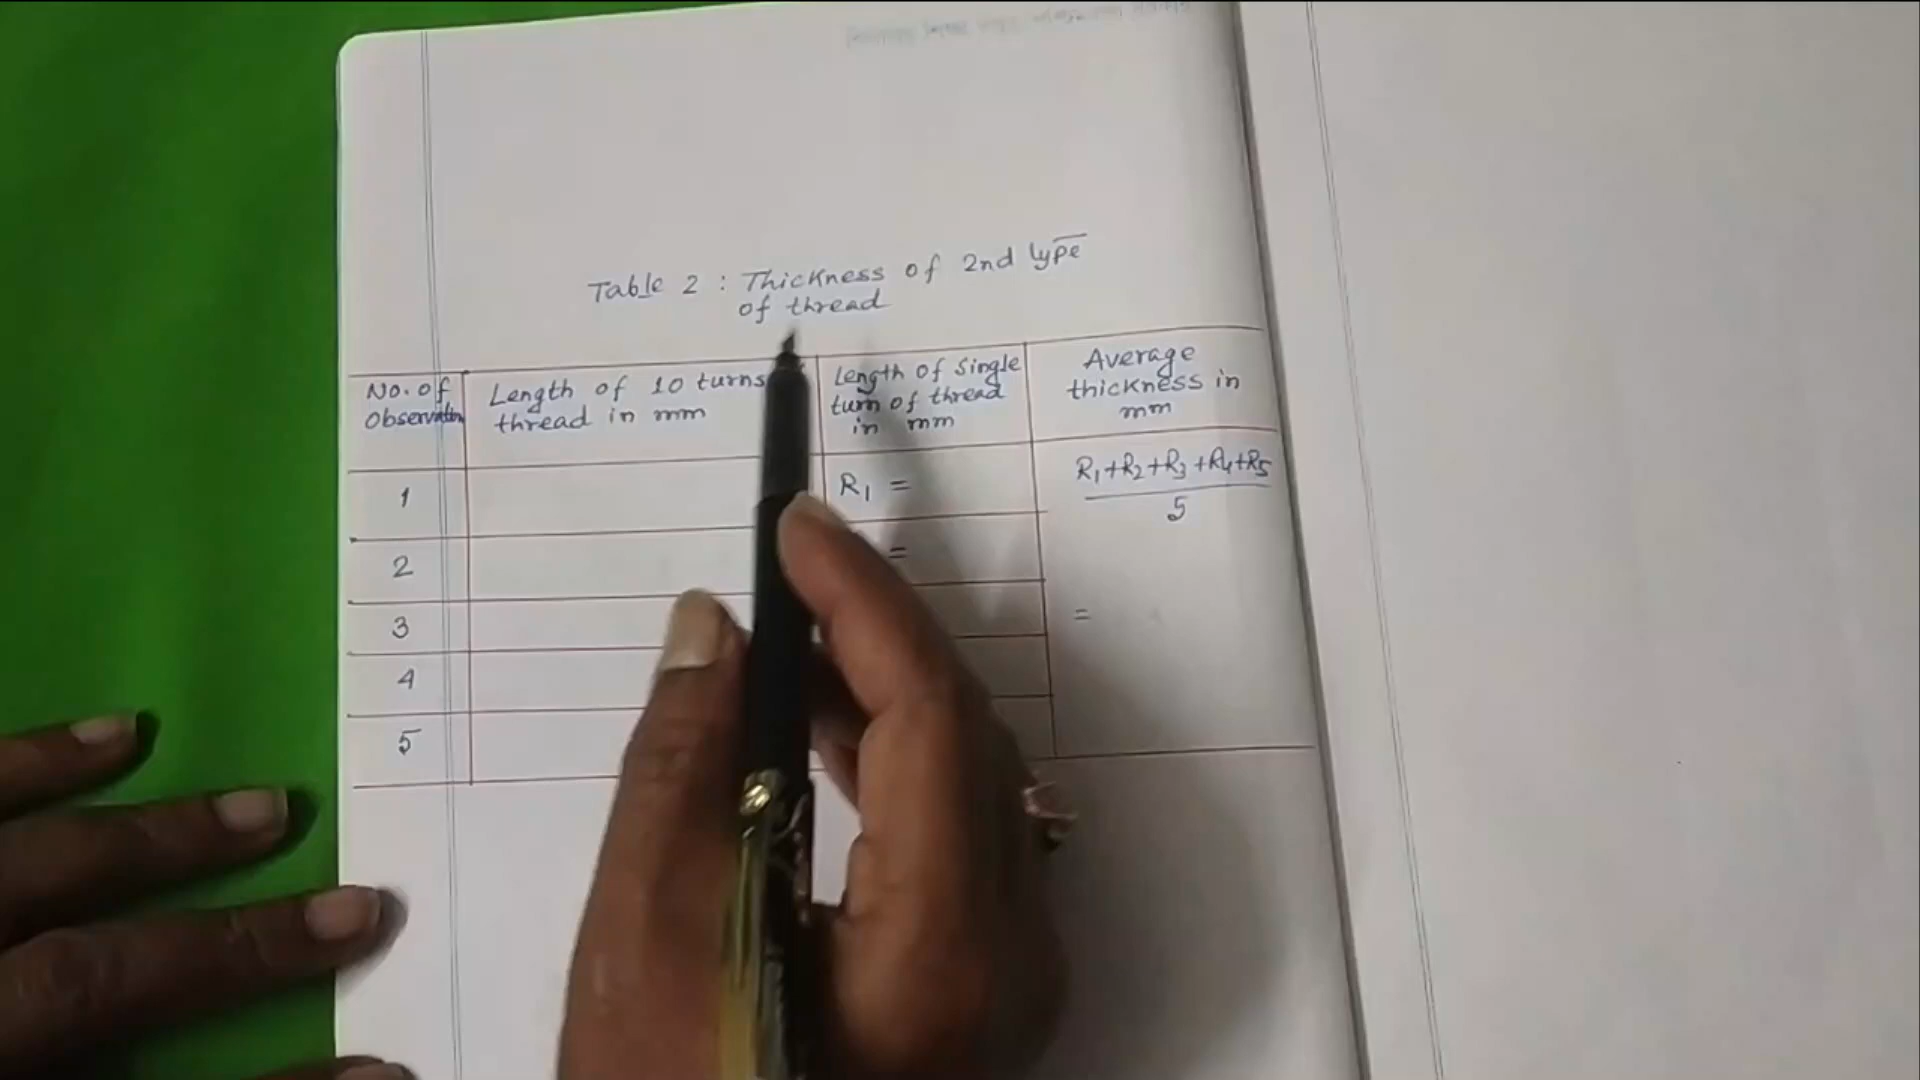 Table 2 : Thickness of 2nd type
of thread
No. of
Observation
Length of 10 turns
thread in mm
Length of Single
turn of thread
in mm
Average
thickness in
mm
1
R1 =
R1+R2+R3+R4+R5
5
2
=
3
=
4
5